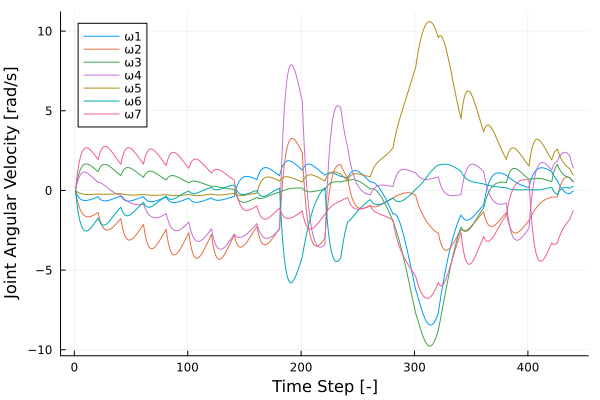 Joint Angular Velocity [rad/s]
10
5
0
−5
−10
ω1
ω2
ω3
ω4
ω5
ω6
ω7
0
100
200
300
400
Time Step [-]